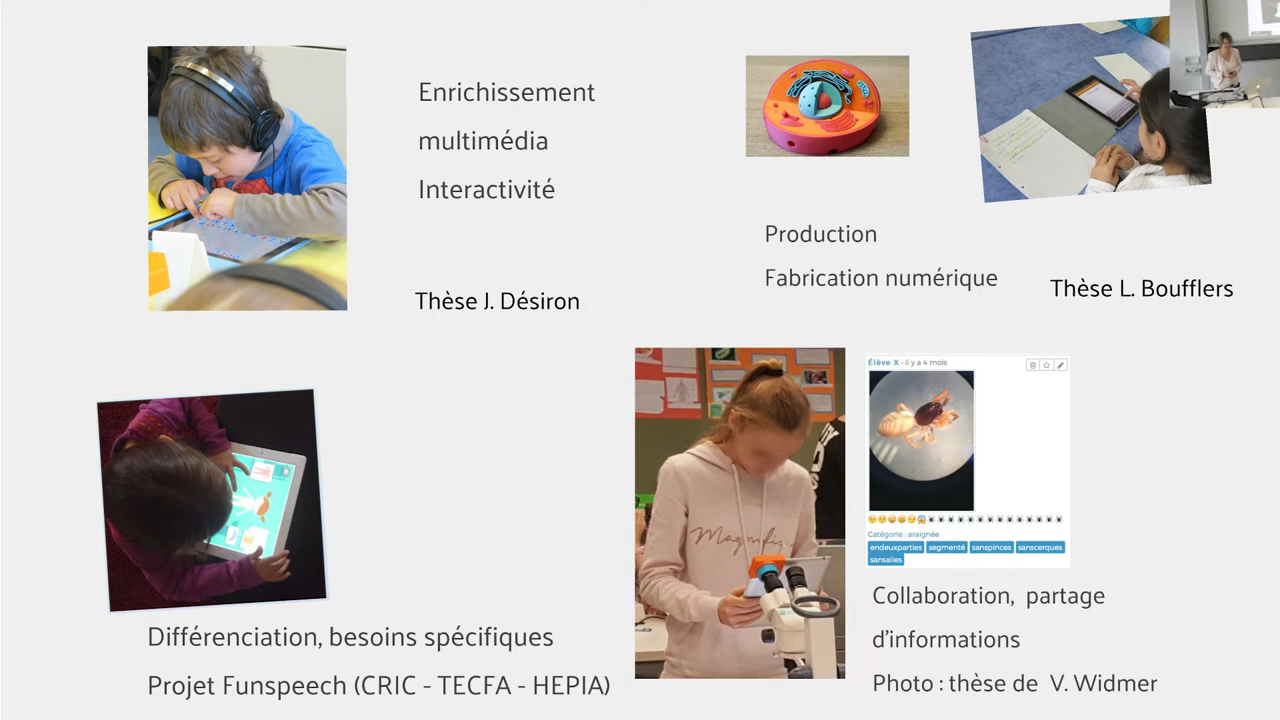 Enrichissement
multimédia
Interactivité
Thèse J. Désiron
Production
Fabrication numérique
Thèse L. Boufflers
Différenciation, besoins spécifiques
Projet Funspeech (CRIC - TECFA - HEPIA)
Élève X - il y a 4 mois
Catégorie : araignée
endeuxparties segmenté sanspinces sanscerques
sansailes
Collaboration, partage
d'informations
Photo : thèse de V. Widmer